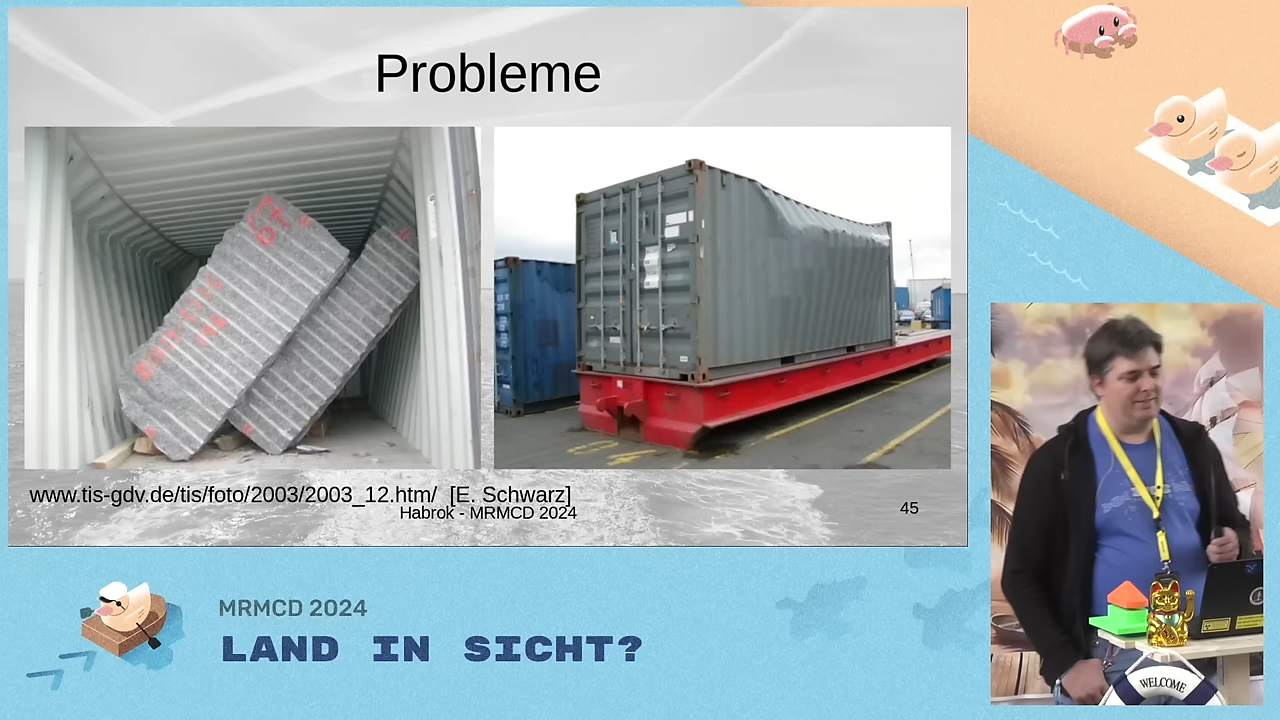 Probleme
www.tis-gdv.de/tis/foto/2003/2003_12.htm/ [E. Schwarz]
Habrok - MRMCD 2024
45
MRMCD 2024
LAND IN SICHT?
WELCOME